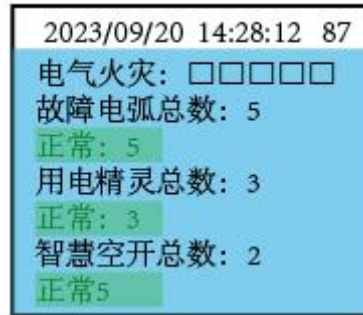 2023/09/20 14:28:12 87
电气火灾: □□□□□
故障电弧总数: 5
正常: 5
用电精灵总数: 3
正常: 3
智慧空开总数: 2
正常5